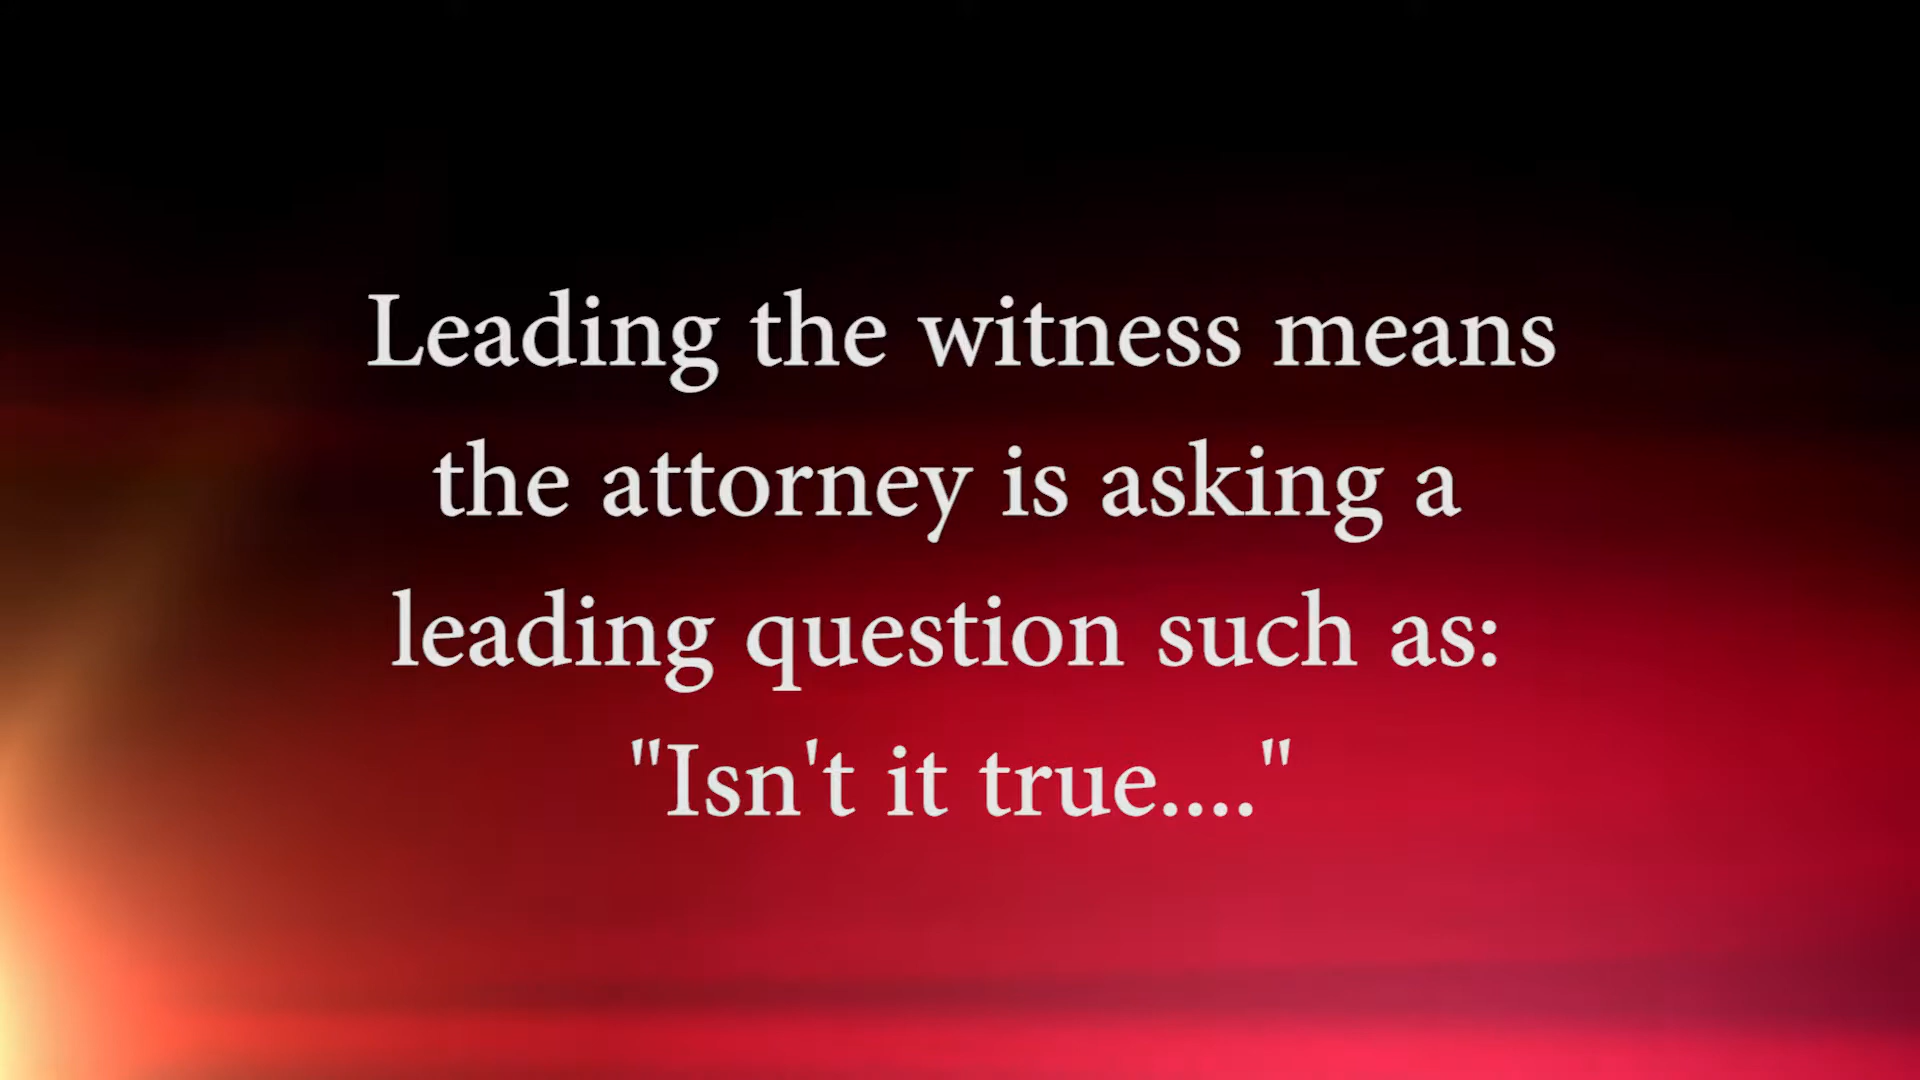 Leading the witness means
the attorney is asking a
leading question such as:
"Isn't it true...."